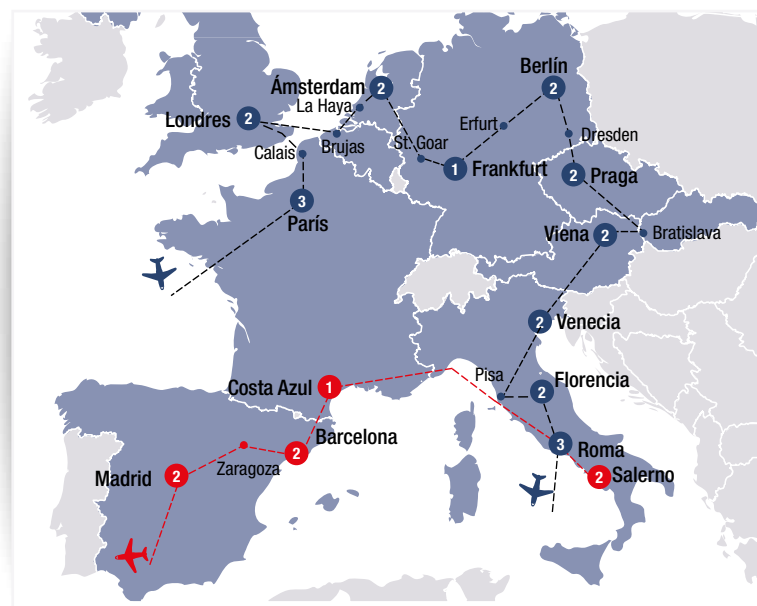 Berlín
2
Ámsterdam
2
La Haya
Londres
2
Erfurt
Dresden
Brujas
St. Goar
Calais
1
Frankfurt
2
Praga
3
París
Viena
2
Bratislava
2
Venecia
Pisa
Costa Azul
1
2
Florencia
Barcelona
2
3
Roma
Zaragoza
Madrid
2
2
Salerno